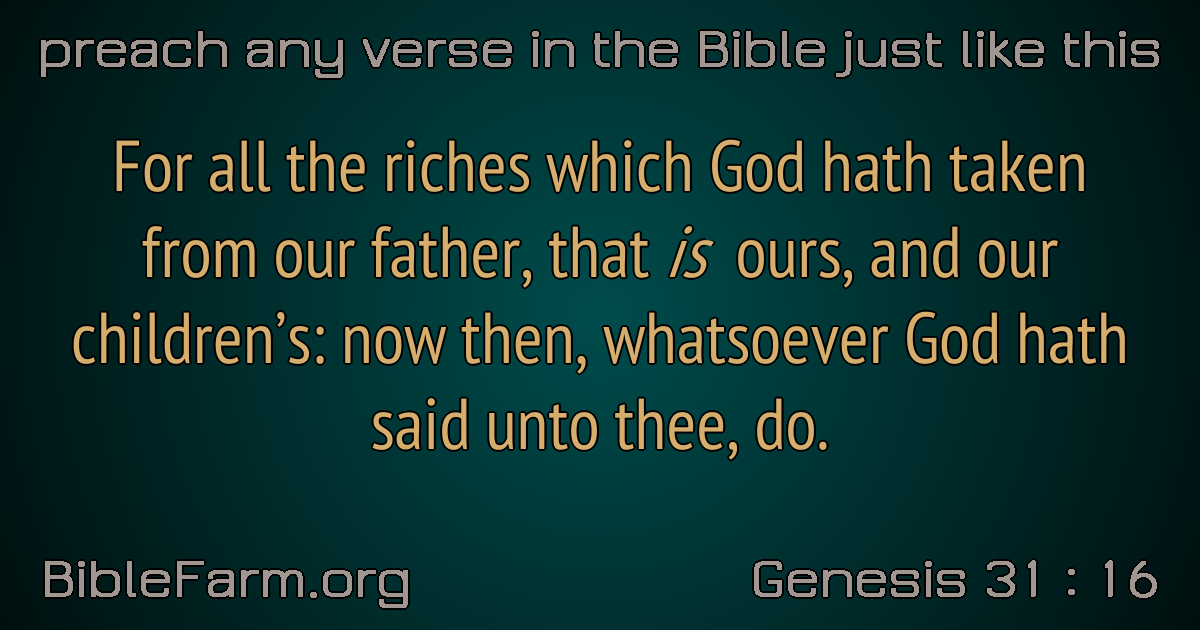 preach any verse in the Bible just like this
For all the riches which God hath taken
from our father, that is ours, and our
children’s: now then, whatsoever God hath
said unto thee, do.
BibleFarm.org
Genesis 31 : 16